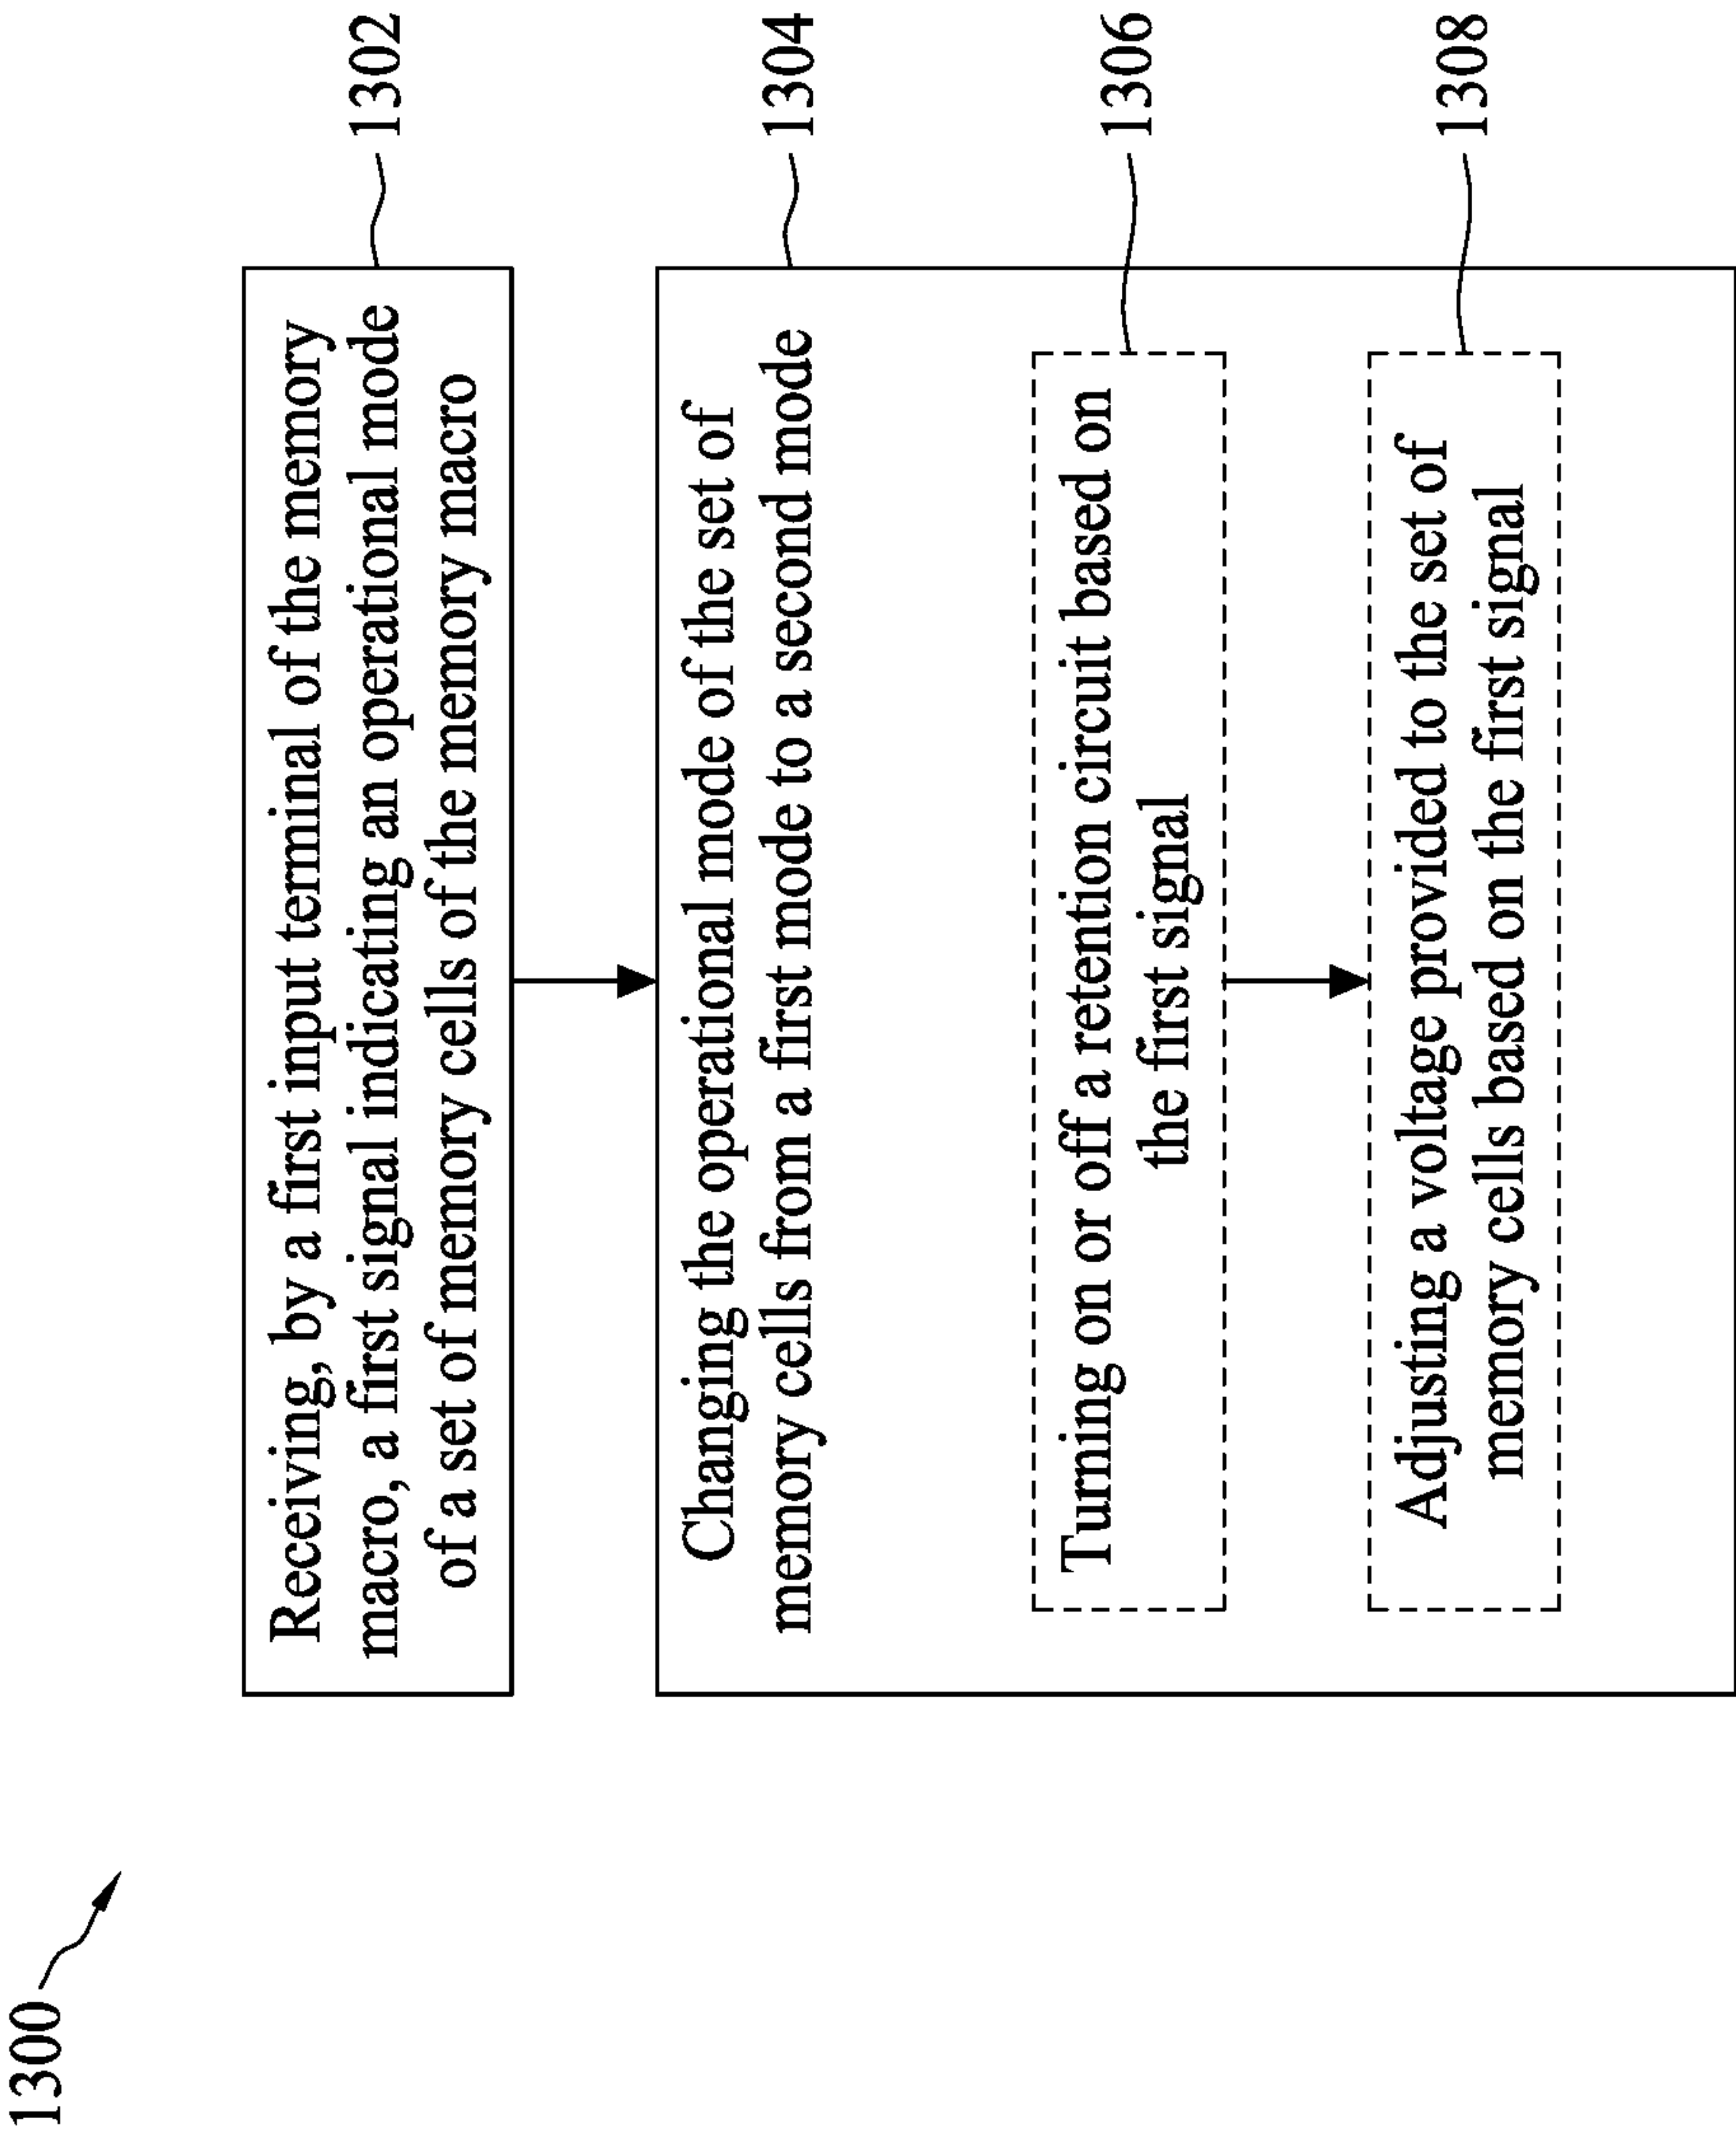 1300
Receiving, by a first input terminal of the memory
macro, a first signal indicating an operational mode
of a set of memory cells of the memory macro
1302
Changing the operational mode of the set of
memory cells from a first mode to a second mode
1304
Turning on or off a retention circuit based on
the first signal
1306
Adjusting a voltage provided to the set of
memory cells based on the first signal
1308